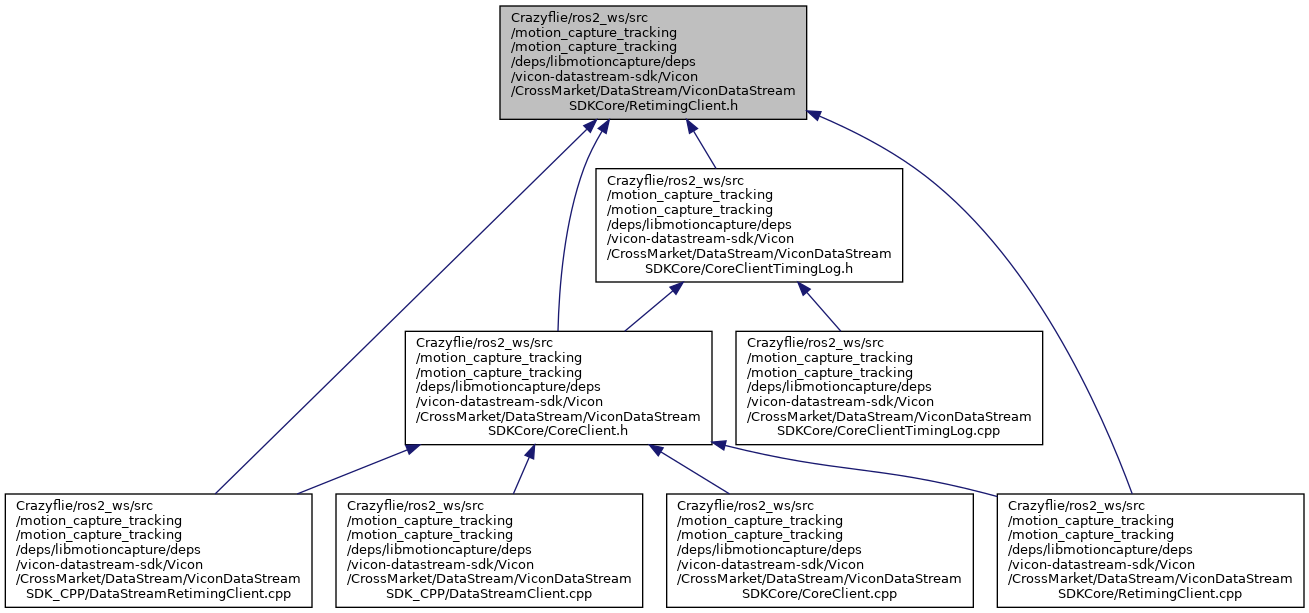 Crazyflie/ros2_ws/src
/motion_capture_tracking
/motion_capture_tracking
/deps/libmotioncapture/deps
/vicon-datastream-sdk/Vicon
/CrossMarket/DataStream/ViconDataStream
SDKCore/RetimingClient.h
Crazyflie/ros2_ws/src
/motion_capture_tracking
/motion_capture_tracking
/deps/libmotioncapture/deps
/vicon-datastream-sdk/Vicon
/CrossMarket/DataStream/ViconDataStream
SDKCore/CoreClientTimingLog.h
Crazyflie/ros2_ws/src
/motion_capture_tracking
/motion_capture_tracking
/deps/libmotioncapture/deps
/vicon-datastream-sdk/Vicon
/CrossMarket/DataStream/ViconDataStream
SDKCore/CoreClient.h
Crazyflie/ros2_ws/src
/motion_capture_tracking
/motion_capture_tracking
/deps/libmotioncapture/deps
/vicon-datastream-sdk/Vicon
/CrossMarket/DataStream/ViconDataStream
SDKCore/CoreClientTimingLog.cpp
Crazyflie/ros2_ws/src
/motion_capture_tracking
/motion_capture_tracking
/deps/libmotioncapture/deps
/vicon-datastream-sdk/Vicon
/CrossMarket/DataStream/ViconDataStream
SDK_CPP/DataStreamRetimingClient.cpp
Crazyflie/ros2_ws/src
/motion_capture_tracking
/motion_capture_tracking
/deps/libmotioncapture/deps
/vicon-datastream-sdk/Vicon
/CrossMarket/DataStream/ViconDataStream
SDK_CPP/DataStreamClient.cpp
Crazyflie/ros2_ws/src
/motion_capture_tracking
/motion_capture_tracking
/deps/libmotioncapture/deps
/vicon-datastream-sdk/Vicon
/CrossMarket/DataStream/ViconDataStream
SDKCore/CoreClient.cpp
Crazyflie/ros2_ws/src
/motion_capture_tracking
/motion_capture_tracking
/deps/libmotioncapture/deps
/vicon-datastream-sdk/Vicon
/CrossMarket/DataStream/ViconDataStream
SDKCore/RetimingClient.cpp